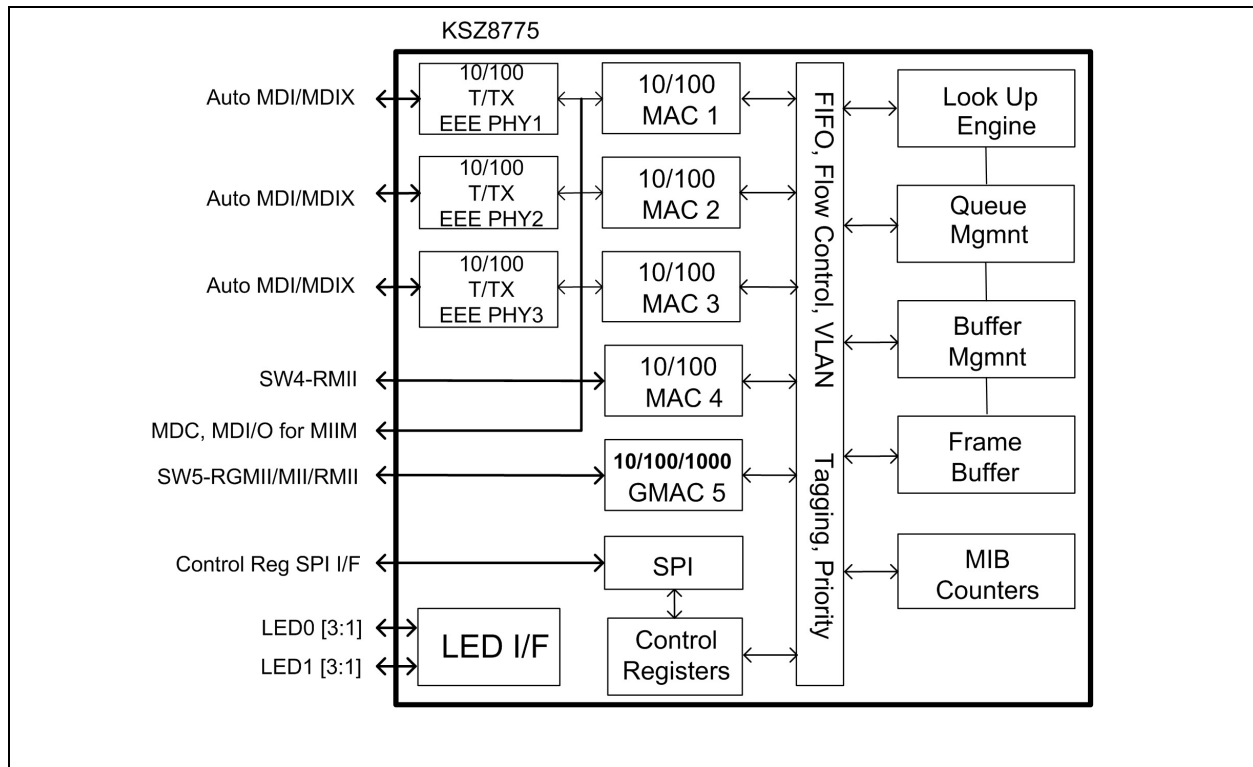 KSZ8775
Auto MDI/MDIX
10/100
T/TX
EEE PHY1
10/100
MAC 1
Look Up
Engine
Auto MDI/MDIX
10/100
T/TX
EEE PHY2
10/100
MAC 2
Queue
Mgmnt
Auto MDI/MDIX
10/100
T/TX
EEE PHY3
10/100
MAC 3
Buffer
Mgmnt
SW4-RMII
10/100
MAC 4
MDC, MDI/O for MIIM
SW5-RGMII/MII/RMII
10/100/1000
GMAC 5
Frame
Buffer
Control Reg SPI I/F
SPI
MIB
Counters
LED0 [3:1]
LED1 [3:1]
LED I/F
Control
Registers
FIFO, Flow Control, VLAN Tagging, Priority